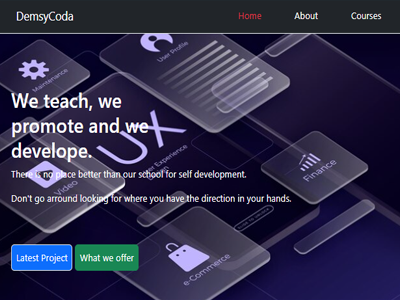 DemsyCoda
Home
About
Courses
User Profile
Maintenance
We teach, we
promote and we
develope.
UX
User Experience
There is no place better than our school for self development.
Video
Finance
Don't go arround looking for where you have the direction in your hands.
Latest Project
What we offer
e-Commerce